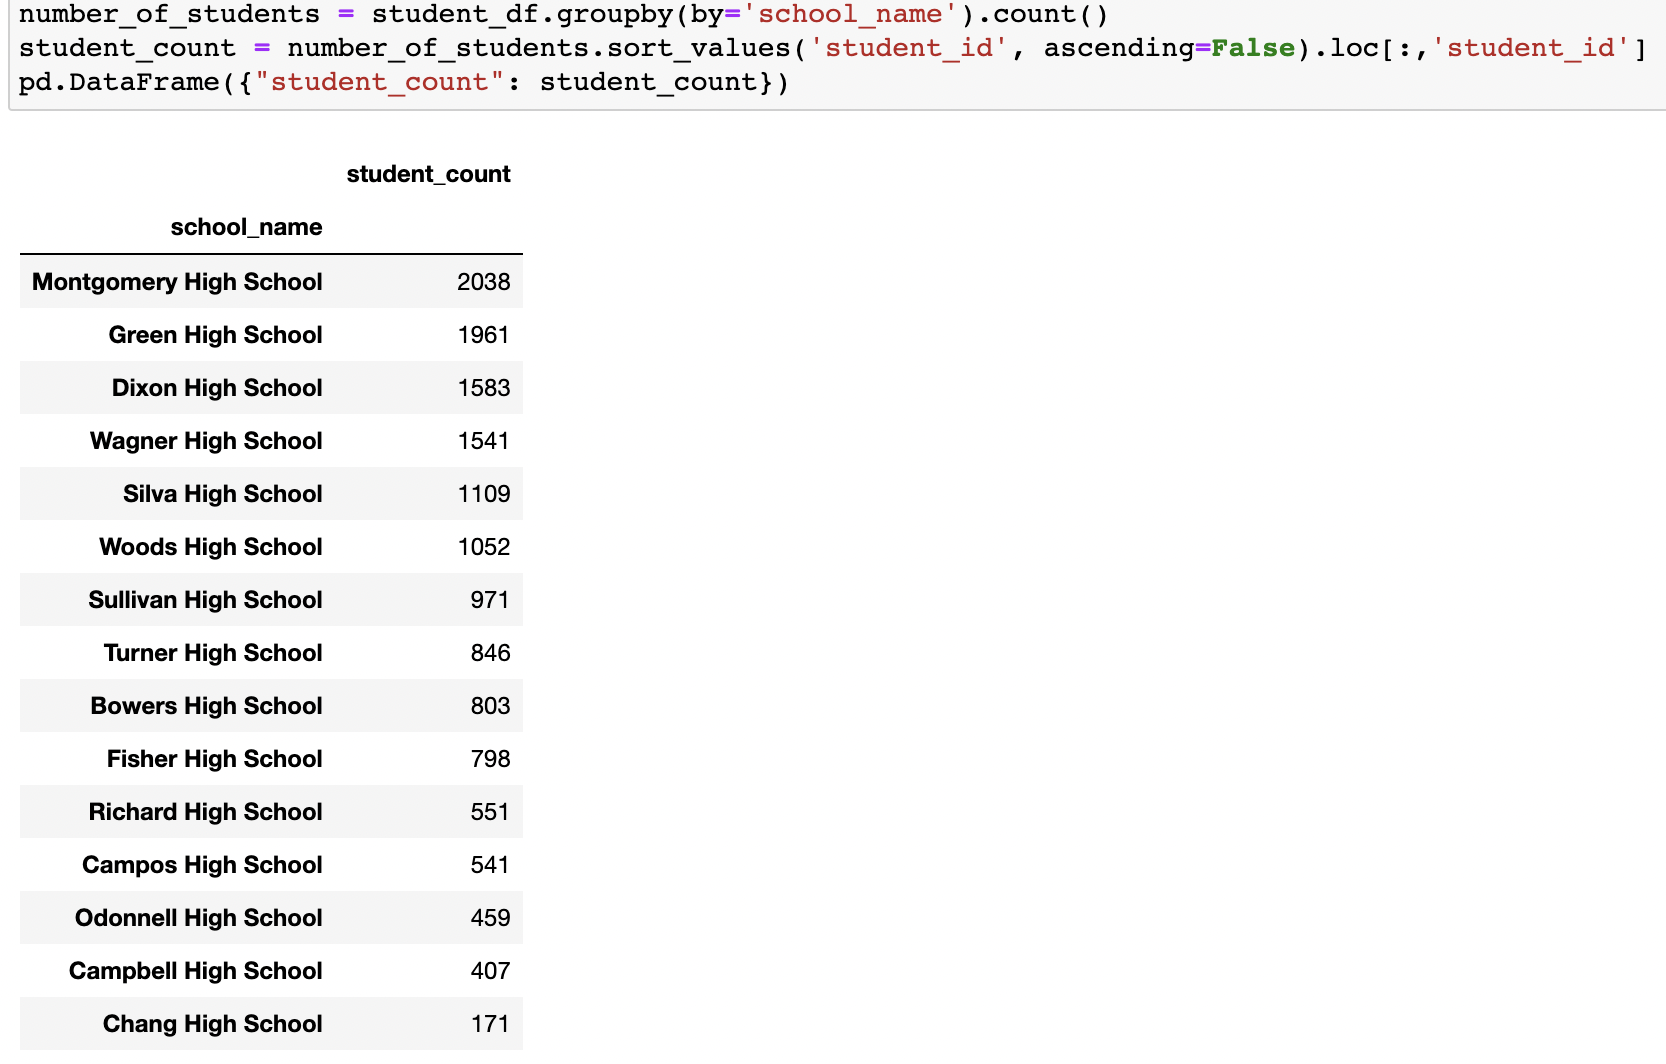 number_of_students = student_df.groupby(by='school_name').count()
student_count = number_of_students.sort_values('student_id', ascending=False).loc[:,'student_id']
pd.DataFrame({"student_count": student_count})
student_count
school_name
Montgomery High School 2038
Green High School 1961
Dixon High School 1583
Wagner High School 1541
Silva High School 1109
Woods High School 1052
Sullivan High School 971
Turner High School 846
Bowers High School 803
Fisher High School 798
Richard High School 551
Campos High School 541
Odonnell High School 459
Campbell High School 407
Chang High School 171